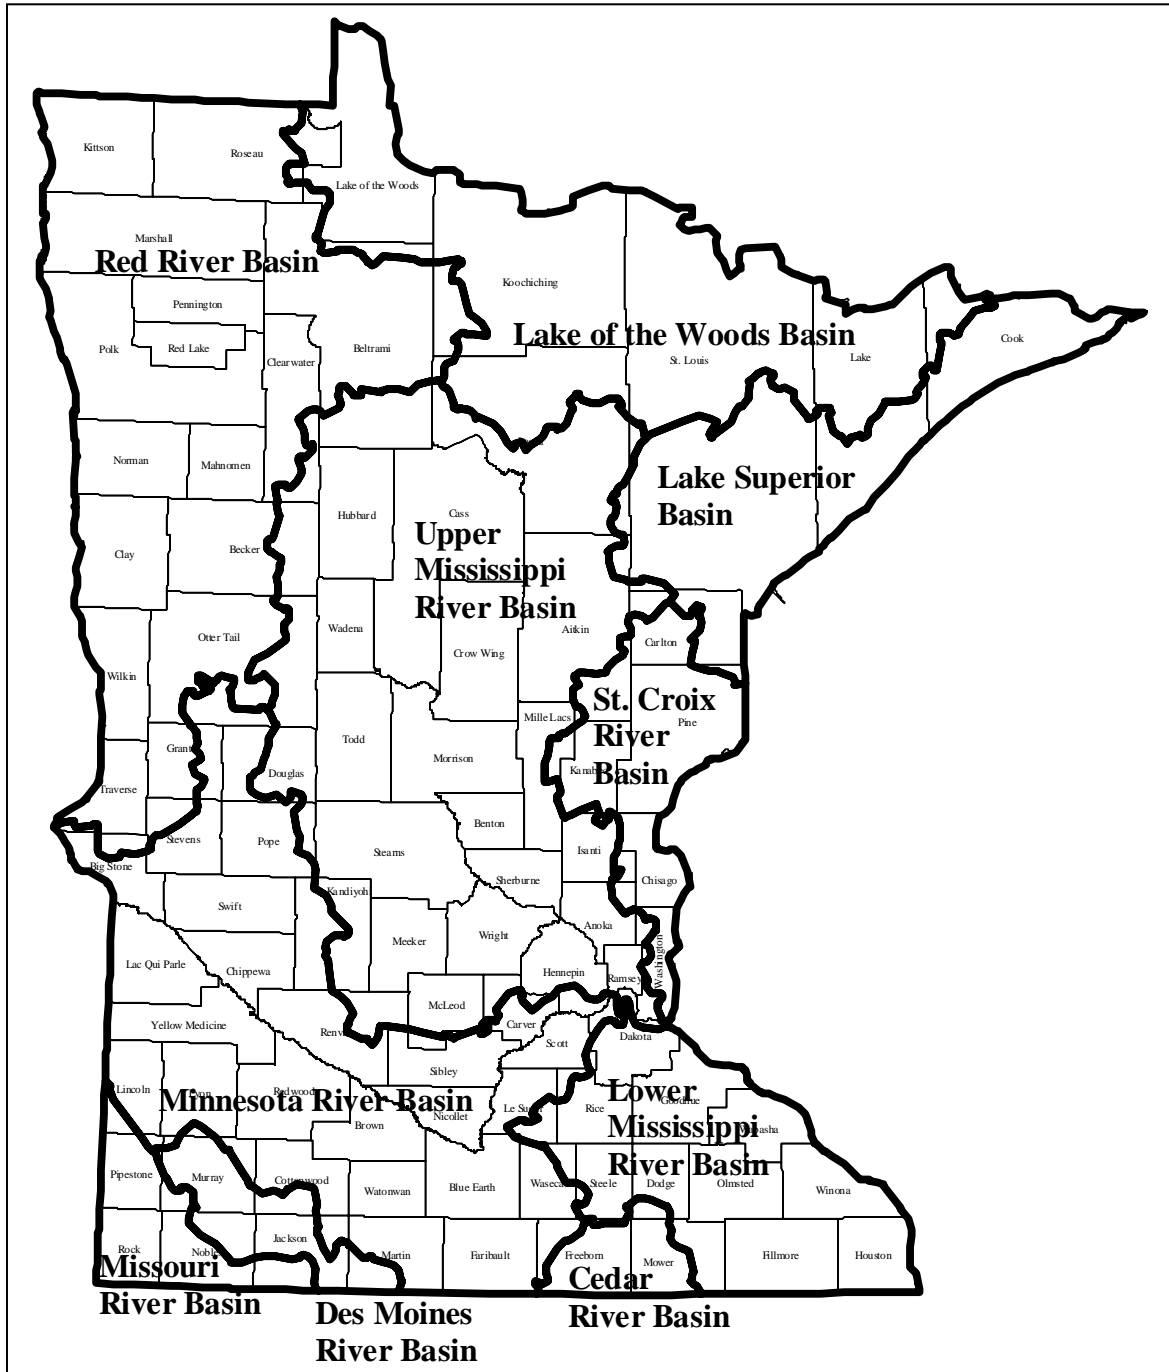 Kittson
Roseau
Lake of the Woods
Marshall
Red River Basin
Koochiching
Pennington
Lake of the Woods Basin
Polk
Red Lake
Beltrami
Clearwater
St. Louis
Lake
Cook
Norman
Mahnomen
Lake Superior
Basin
Hubbard
Cass
Upper
Mississippi
River Basin
Clay
Becker
Wadena
Aitkin
Otter Tail
Crow Wing
Carlton
Wilkin
St. Croix
River
Basin
Mille Lacs
Pine
Grant
Todd
Morrison
Kanabec
Douglas
Traverse
Benton
Stevens
Pope
Stearns
Isanti
Big Stone
Kandiyohi
Sherburne
Chisago
Swift
Meeker
Wright
Anoka
Washington
Lac Qui Parle
Chippewa
Hennepin
Ramsey
McLeod
Yellow Medicine
Carver
Scott
Dakota
Sibley
Lincoln
Lyon
Redwood
Minnesota River Basin
Nicollet
Le Sueur
Rice
Goodhue
Lower
Mississippi
River Basin
Brown
Wabasha
Pipestone
Murray
Cottonwood
Watonwan
Blue Earth
Waseca
Steele
Dodge
Olmsted
Winona
Rock
Nobles
Jackson
Martin
Faribault
Freeborn
Mower
Fillmore
Houston
Missouri
River Basin
Des Moines
River Basin
Cedar
River Basin